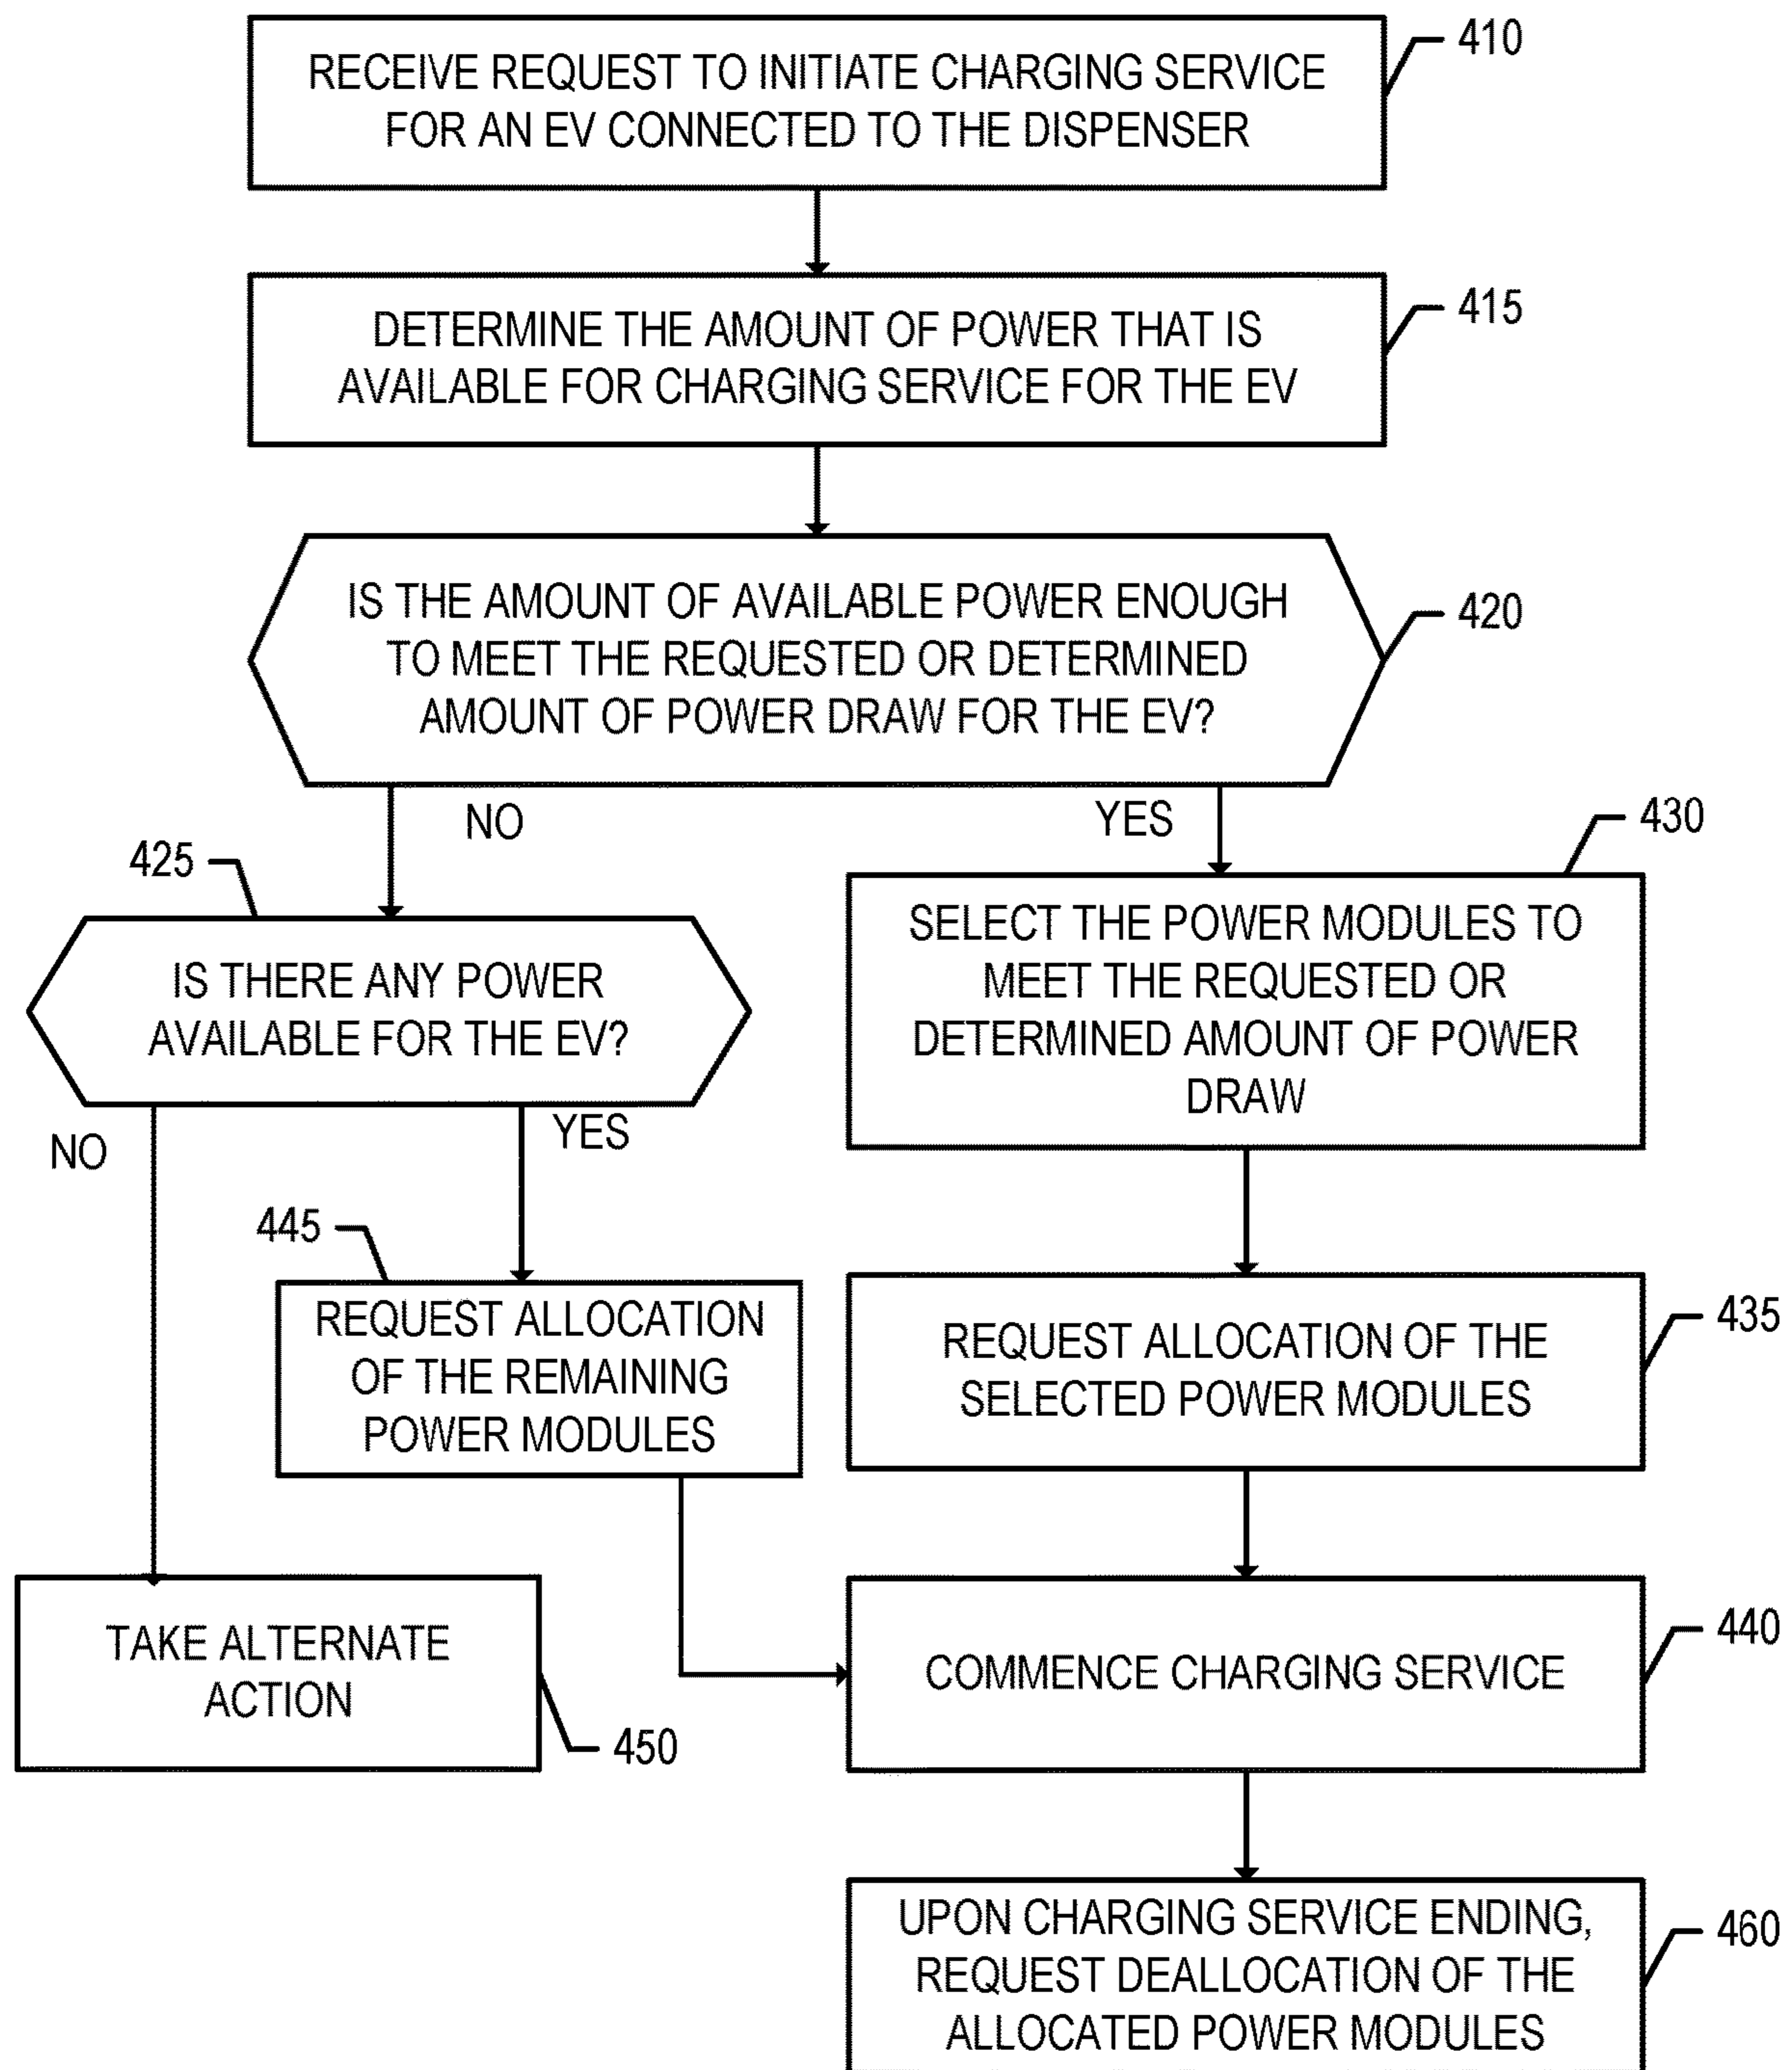 RECEIVE REQUEST TO INITIATE CHARGING SERVICE
FOR AN EV CONNECTED TO THE DISPENSER
410
DETERMINE THE AMOUNT OF POWER THAT IS
AVAILABLE FOR CHARGING SERVICE FOR THE EV
415
IS THE AMOUNT OF AVAILABLE POWER ENOUGH
TO MEET THE REQUESTED OR DETERMINED
AMOUNT OF POWER DRAW FOR THE EV?
420
NO
YES
425
IS THERE ANY POWER
AVAILABLE FOR THE EV?
430
SELECT THE POWER MODULES TO
MEET THE REQUESTED OR
DETERMINED AMOUNT OF POWER
DRAW
NO
YES
445
REQUEST ALLOCATION
OF THE REMAINING
POWER MODULES
REQUEST ALLOCATION OF THE
SELECTED POWER MODULES
435
TAKE ALTERNATE
ACTION
450
COMMENCE CHARGING SERVICE
440
UPON CHARGING SERVICE ENDING,
REQUEST DEALLOCATION OF THE
ALLOCATED POWER MODULES
460